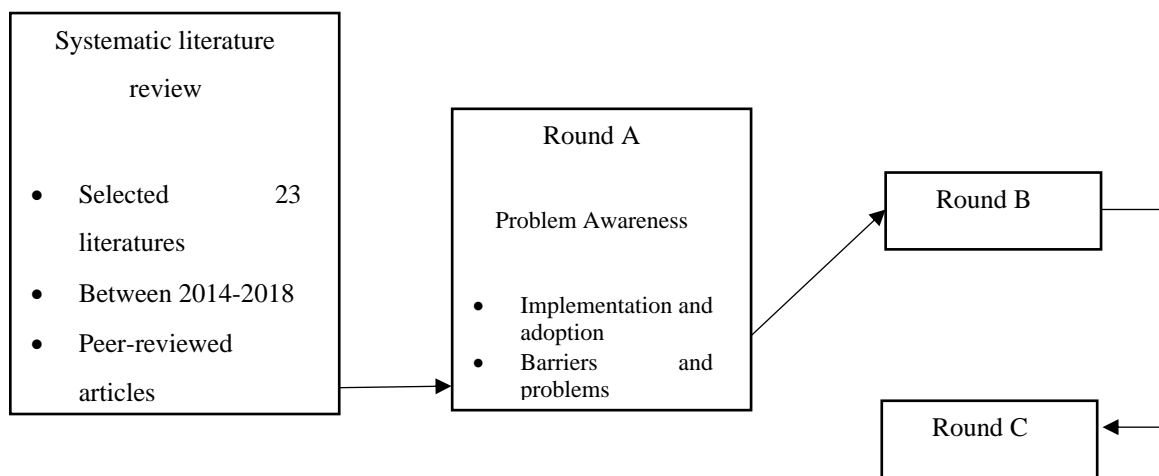 Systematic literature
review
• Selected 23
literatures
• Between 2014-2018
• Peer-reviewed
articles
Round A
Problem Awareness
• Implementation and
adoption
• Barriers and
problems
Round B
Round C